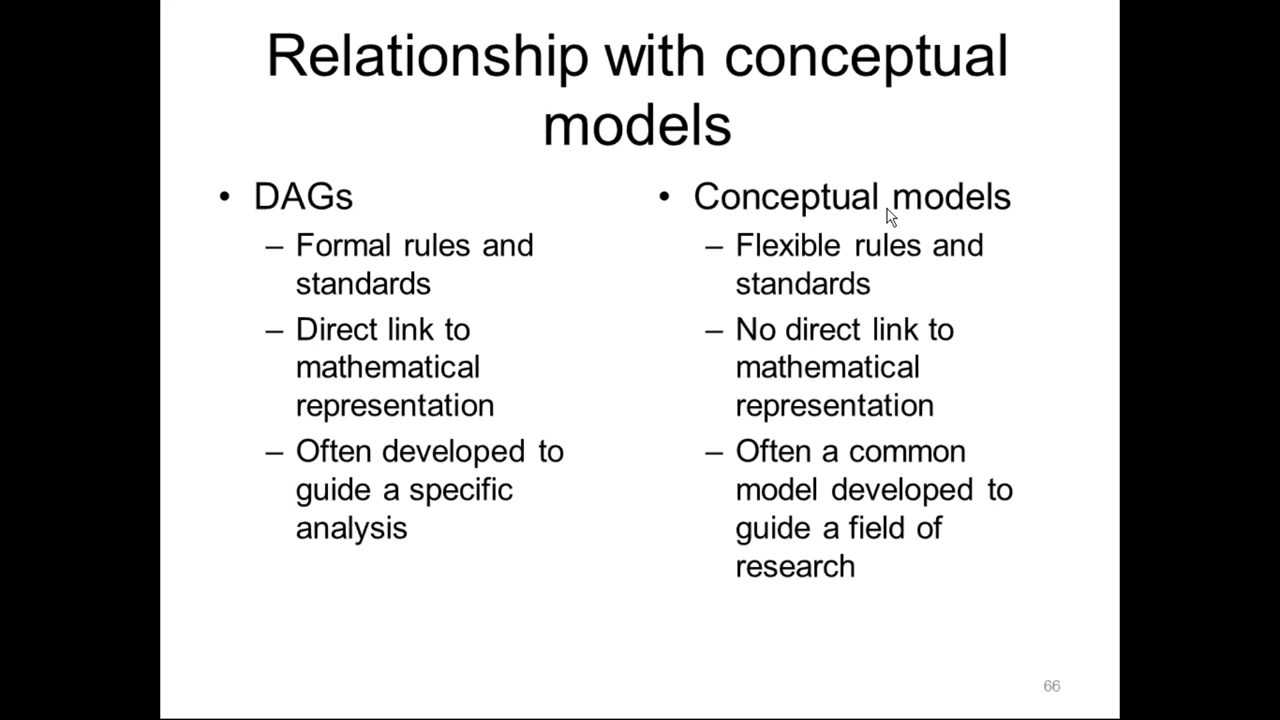 Relationship with conceptual
models
• DAGs
– Formal rules and
standards
– Direct link to
mathematical
representation
– Often developed to
guide a specific
analysis
• Conceptual models
– Flexible rules and
standards
– No direct link to
mathematical
representation
– Often a common
model developed to
guide a field of
research
66